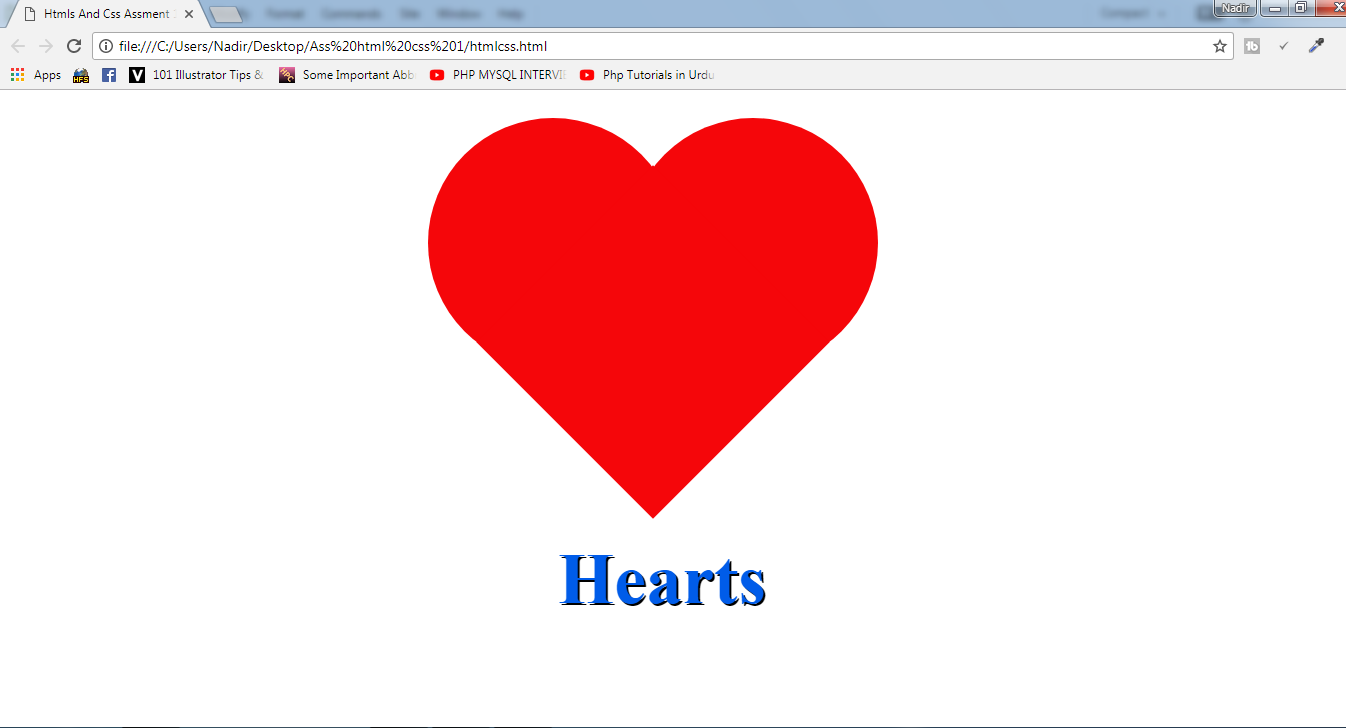 Htmls And Css Assment
Format Commands Site Window Help
Nadir
file:///C:/Users/Nadir/Desktop/Ass%20html%20css%201/htmlcss.html
Apps HFS f V 101 Illustrator Tips & Some Important Abb PHP MYSQL INTERVI Php Tutorials in Urdu
Hearts